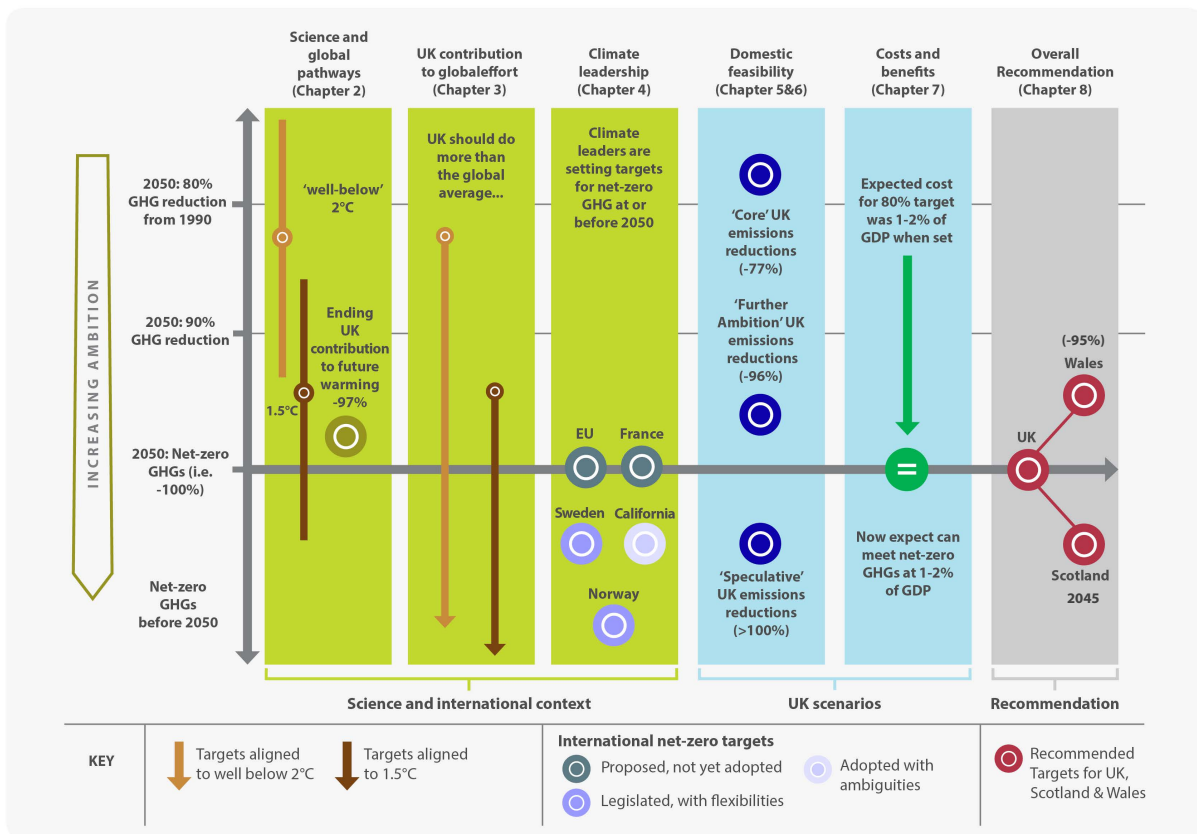 Science and
global
pathways
(Chapter 2)
UK contribution
to globaleffort
(Chapter 3)
Climate
leadership
(Chapter 4)
Domestic
feasibility
(Chapter 5&6)
Costs and
benefits
(Chapter 7)
Overall
Recommendation
(Chapter 8)
INCREASING AMBITION
2050: 80%
GHG reduction
from 1990
2050: 90%
GHG reduction
2050: Net-zero
GHGs (i.e.
-100%)
Net-zero
GHGs
before 2050
‘well-below’
2°C
Ending
UK
contribution
to future
warming
-97%
1.5°C
UK should do
more than
the global
average...
Climate
leaders are
setting targets
for net-zero
GHG at or
before 2050
EU
France
Sweden
California
Norway
‘Core’ UK
emissions
reductions
(-77%)
‘Further
Ambition’ UK
emissions
reductions
(-96%)
‘Speculative’
UK emissions
reductions
(>100%)
Expected cost
for 80% target
was 1-2% of
GDP when set
=
Now expect can
meet net-zero
GHGs at 1-2%
of GDP
(-95%)
Wales
UK
Scotland
2045
Science and international context
UK scenarios
Recommendation
KEY
Targets aligned
to well below 2°C
Targets aligned
to 1.5°C
International net-zero targets
Proposed, not yet adopted
Legislated, with flexibilities
Adopted with
ambiguities
Recommended
Targets for UK,
Scotland & Wales